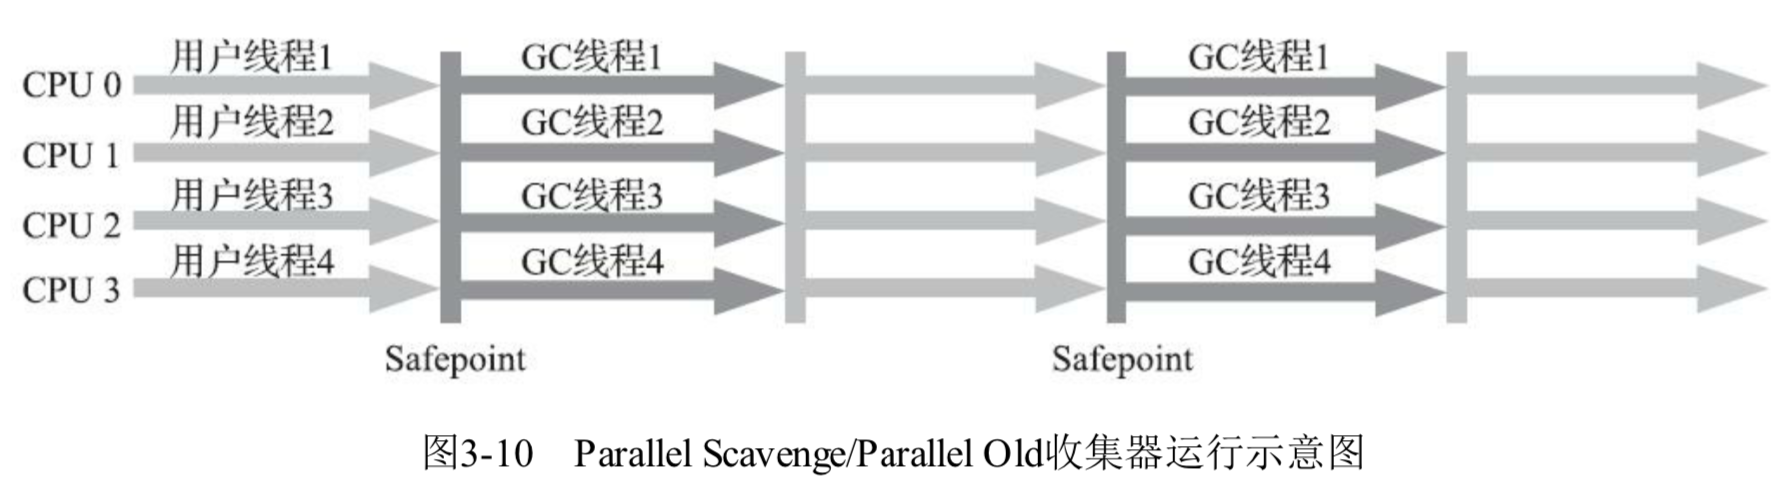 用户线程1 GC线程1 GC线程1
CPU 0
用户线程2 GC线程2 GC线程2
CPU 1
用户线程3 GC线程3 GC线程3
CPU 2
用户线程4 GC线程4 GC线程4
CPU 3
Safepoint Safepoint
图3-10 Parallel Scavenge/Parallel Old收集器运行示意图